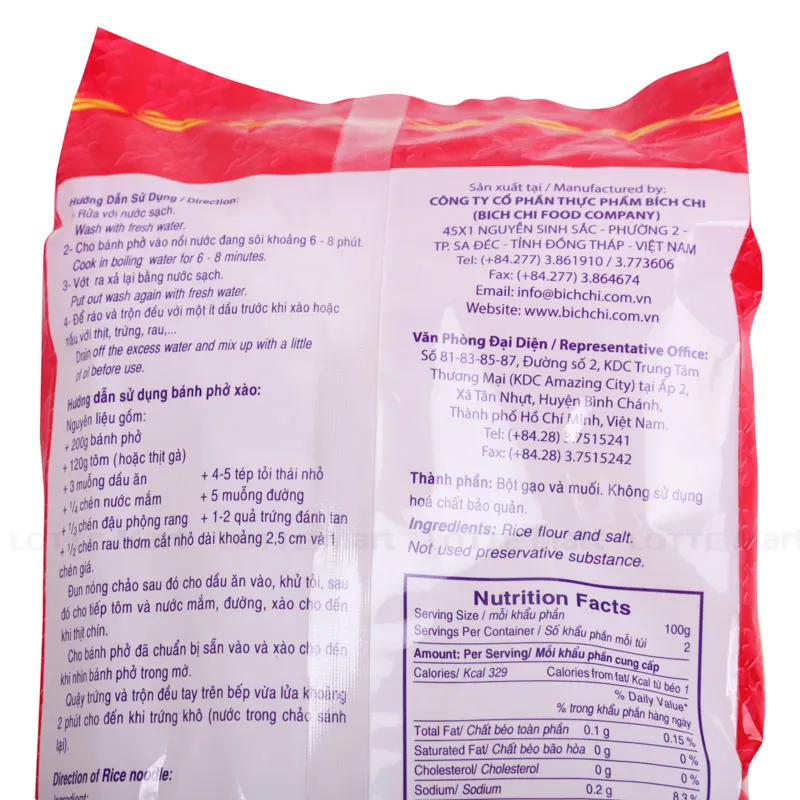 Hướng Dẫn Sử Dụng / Direction:
Rữa với nước sạch.
Wash with fresh water.
2- Cho bánh phở vào nồi nước đang sôi khoảng 6 - 8 phút.
Cook in boiling water for 6 - 8 minutes.
3- Vớt ra xả lại bằng nước sạch.
Put out wash again with fresh water.
4- Để ráo và trộn đều với một ít dầu trước khi xào hoặc
nấu với thịt, trứng, rau,...
Drain off the excess water and mix up with a little
of oil before use.
Hướng dẫn sử dụng bánh phở xào:
Nguyên liệu gồm:
+ 200g bánh phở
+ 120g tôm (hoặc thịt gà)
+ 3 muỗng dầu ăn + 4-5 tép tỏi thái nhỏ
+ 1/4 chén nước mắm + 5 muỗng đường
+ 1/3 chén đậu phộng rang + 1-2 quả trứng đánh tan
+ 1/2 chén rau thơm cắt nhỏ dài khoảng 2,5 cm và 1
chén giá.
Đun nóng chảo sau đó cho dầu ăn vào, khử tỏi, sau
đó cho tiếp tôm và nước mắm, đường, xào cho đến
khi thịt chín.
Cho bánh phở đã chuẩn bị sẵn vào và xào cho đến
khi nhìn bánh phở trong mờ.
Quậy trứng và trộn đều tay trên bếp vừa lửa khoảng
2 phút cho đến khi trứng khô (nước trong chảo sánh
lại).
Direction of Rice noodle:
Sản xuất tại / Manufactured by:
CÔNG TY CỔ PHẦN THỰC PHẨM BÍCH CHI
(BICH CHI FOOD COMPANY)
45X1 NGUYỄN SINH SẮC - PHƯỜNG 2 -
TP. SA ĐÉC - TỈNH ĐỒNG THÁP - VIỆT NAM
Tel: (+84.277) 3.861910 / 3.773606
Fax: (+84.277) 3.864674
Email: info@bichchi.com.vn
Website: www.bichchi.com.vn
Văn Phòng Đại Diện / Representative Office:
Số 81-83-85-87, Đường số 2, KDC Trung Tâm
Thương Mại (KDC Amazing City) tại Ấp 2,
Xã Tân Nhựt, Huyện Bình Chánh,
Thành phố Hồ Chí Minh, Việt Nam.
Tel: (+84.28) 3.7515241
Fax: (+84.28) 3.7515242
Thành phần: Bột gạo và muối. Không sử dụng
hoá chất bảo quản.
Ingredients: Rice flour and salt.
Not used preservative substance.
LOTTE Mart LOTTE Mart LOTTE Mart
Nutrition Facts
Serving Size / mỗi khẩu phần 100g
Servings Per Container / Số khẩu phần mỗi túi 2
Amount: Per Serving/ Mỗi khẩu phần cung cấp
Calories/ Kcal 329 Calories from fat/ Kcal từ béo 1
% Daily Value*
% trong khẩu phần hàng ngày
Total Fat/ Chất béo toàn phần 0.1 g 0.15 %
Saturated Fat/ Chất béo bão hòa 0 g 0 %
Cholesterol/ Cholesterol 0 g 0 %
Sodium/ Sodium 0.2 g 8.3 %